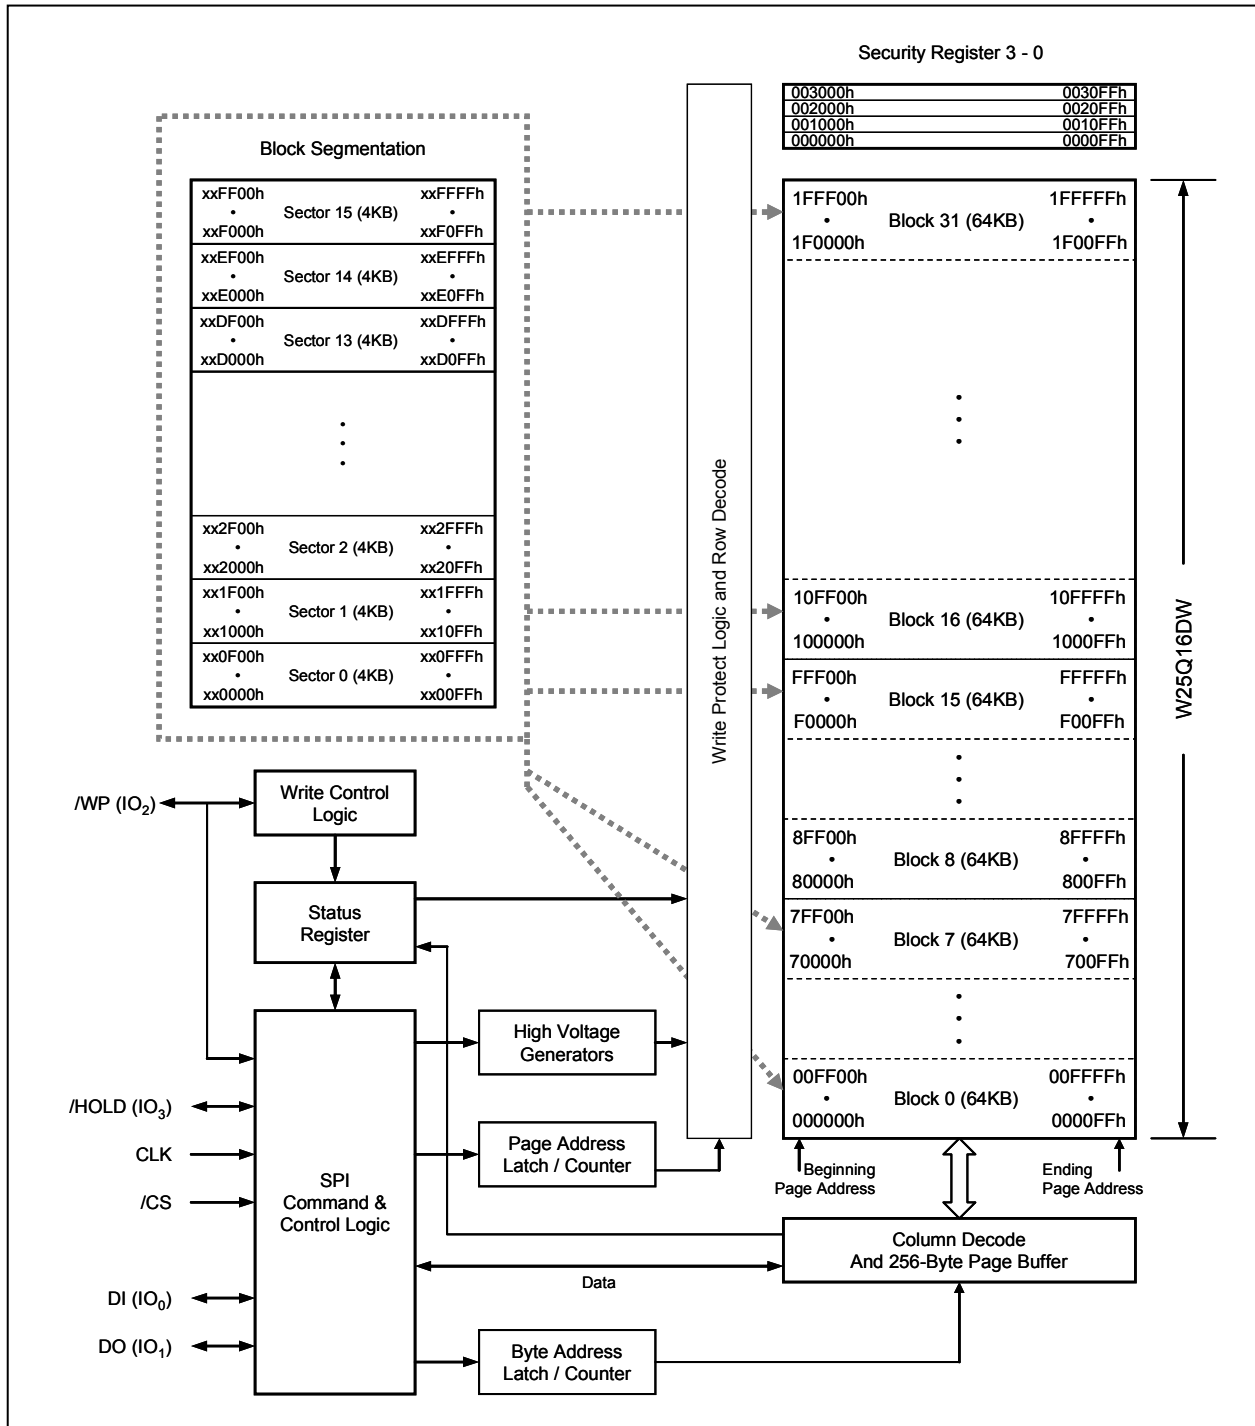 Security Register 3 - 0
003000h 0030FFh
002000h 0020FFh
001000h 0010FFh
000000h 0000FFh
Block Segmentation
xxFF00h xxFFFFh
• Sector 15 (4KB) •
xxF000h xxF0FFh
xxEF00h xxEFFFh
• Sector 14 (4KB) •
xxE000h xxE0FFh
xxDF00h xxDFFFh
• Sector 13 (4KB) •
xxD000h xxD0FFh
xx2F00h xx2FFFh
• Sector 2 (4KB) •
xx2000h xx20FFh
xx1F00h xx1FFFh
• Sector 1 (4KB) •
xx1000h xx10FFh
xx0F00h xx0FFFh
• Sector 0 (4KB) •
xx0000h xx00FFh
Write Protect Logic and Row Decode
1FFF00h 1FFFFFh
• Block 31 (64KB) •
1F0000h 1F00FFh
10FF00h 10FFFFh
• Block 16 (64KB) •
100000h 1000FFh
FFF00h FFFFFh
• Block 15 (64KB) •
F0000h F00FFh
8FF00h 8FFFFh
• Block 8 (64KB) •
80000h 800FFh
7FF00h 7FFFFh
• Block 7 (64KB) •
70000h 700FFh
00FF00h 00FFFFh
• Block 0 (64KB) •
000000h 0000FFh
W25Q16DW
Beginning
Page Address
Ending
Page Address
/WP (IO2)
Write Control
Logic
Status
Register
High Voltage
Generators
/HOLD (IO3)
CLK
/CS
DI (IO0)
DO (IO1)
SPI
Command &
Control Logic
Page Address
Latch / Counter
Column Decode
And 256-Byte Page Buffer
Data
Byte Address
Latch / Counter